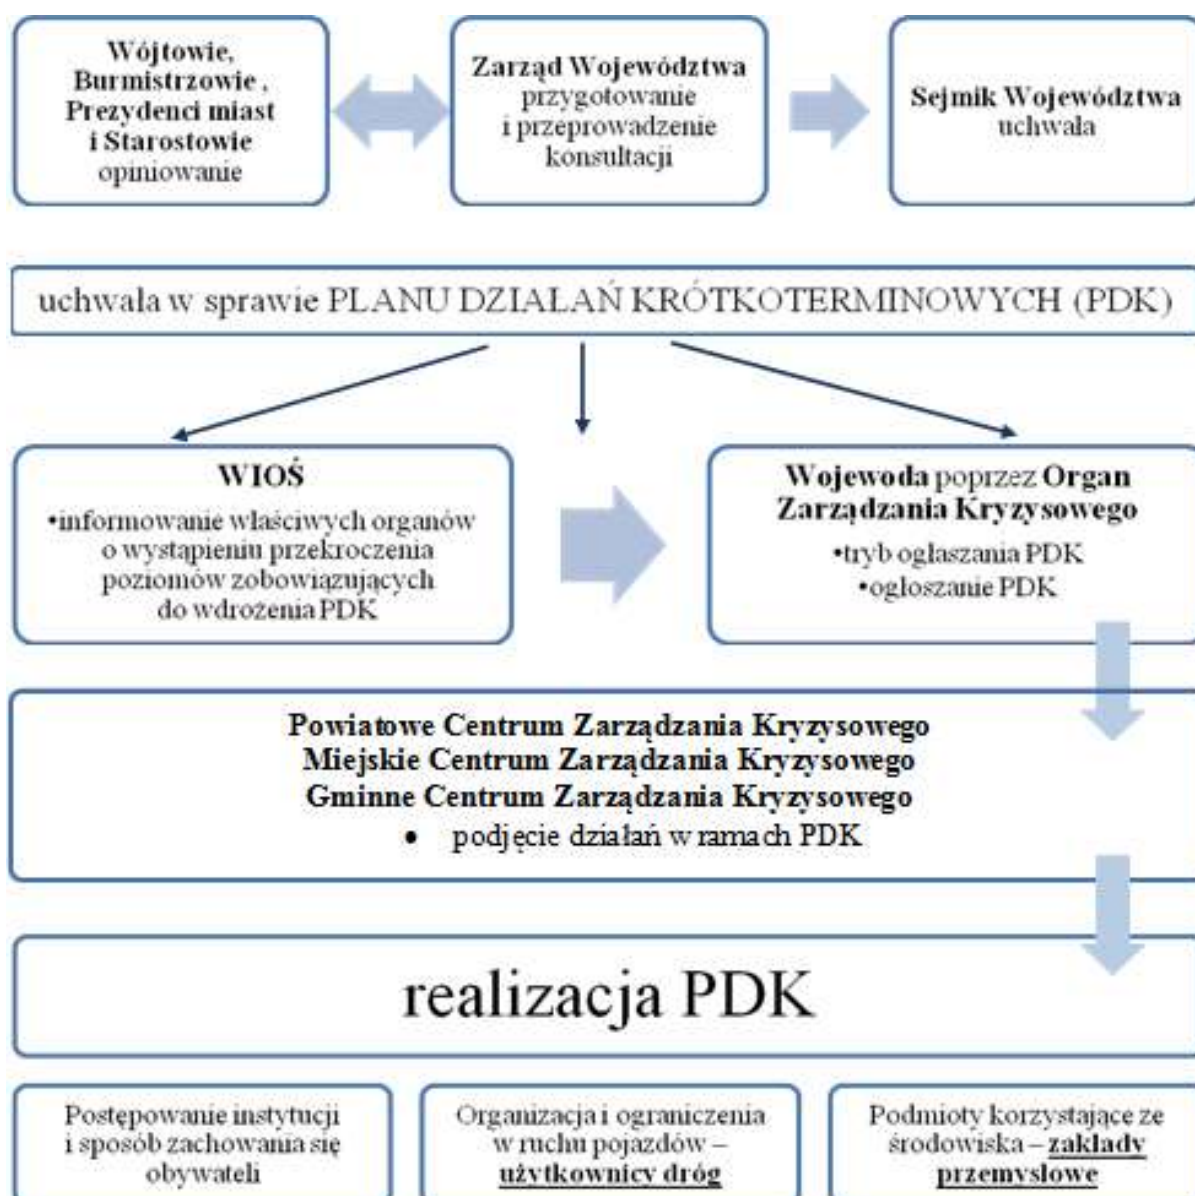 Wójtowie,
Burmistrzowie ,
Prezydenci miast
i Starostowie
opiniowanie
Zarząd Województwa
przygotowanie
i przeprowadzenie
konsultacji
Sejmik Województwa
uchwala
uchwała w sprawie PLANU DZIAŁAŃ KRÓTKOTERMINOWYCH (PDK)
WIOŚ
•informowanie właściwych organów
o wystąpieniu przekroczenia
poziomów zobowiązujących
do wdrożenia PDK
Wojewoda poprzez Organ
Zarządzania Kryzysowego
•tryb ogłaszania PDK
•ogłoszanie PDK
Powiatowe Centrum Zarządzania Kryzysowego
Miejskie Centrum Zarządzania Kryzysowego
Gminne Centrum Zarządzania Kryzysowego
• podjęcie działań w ramach PDK
realizacja PDK
Postępowanie instytucji
i sposób zachowania się
obywateli
Organizacja i ograniczenia
w ruchu pojazdów –
użytkownicy dróg
Podmioty korzystające ze
środowiska – zakłady
przemysłowe